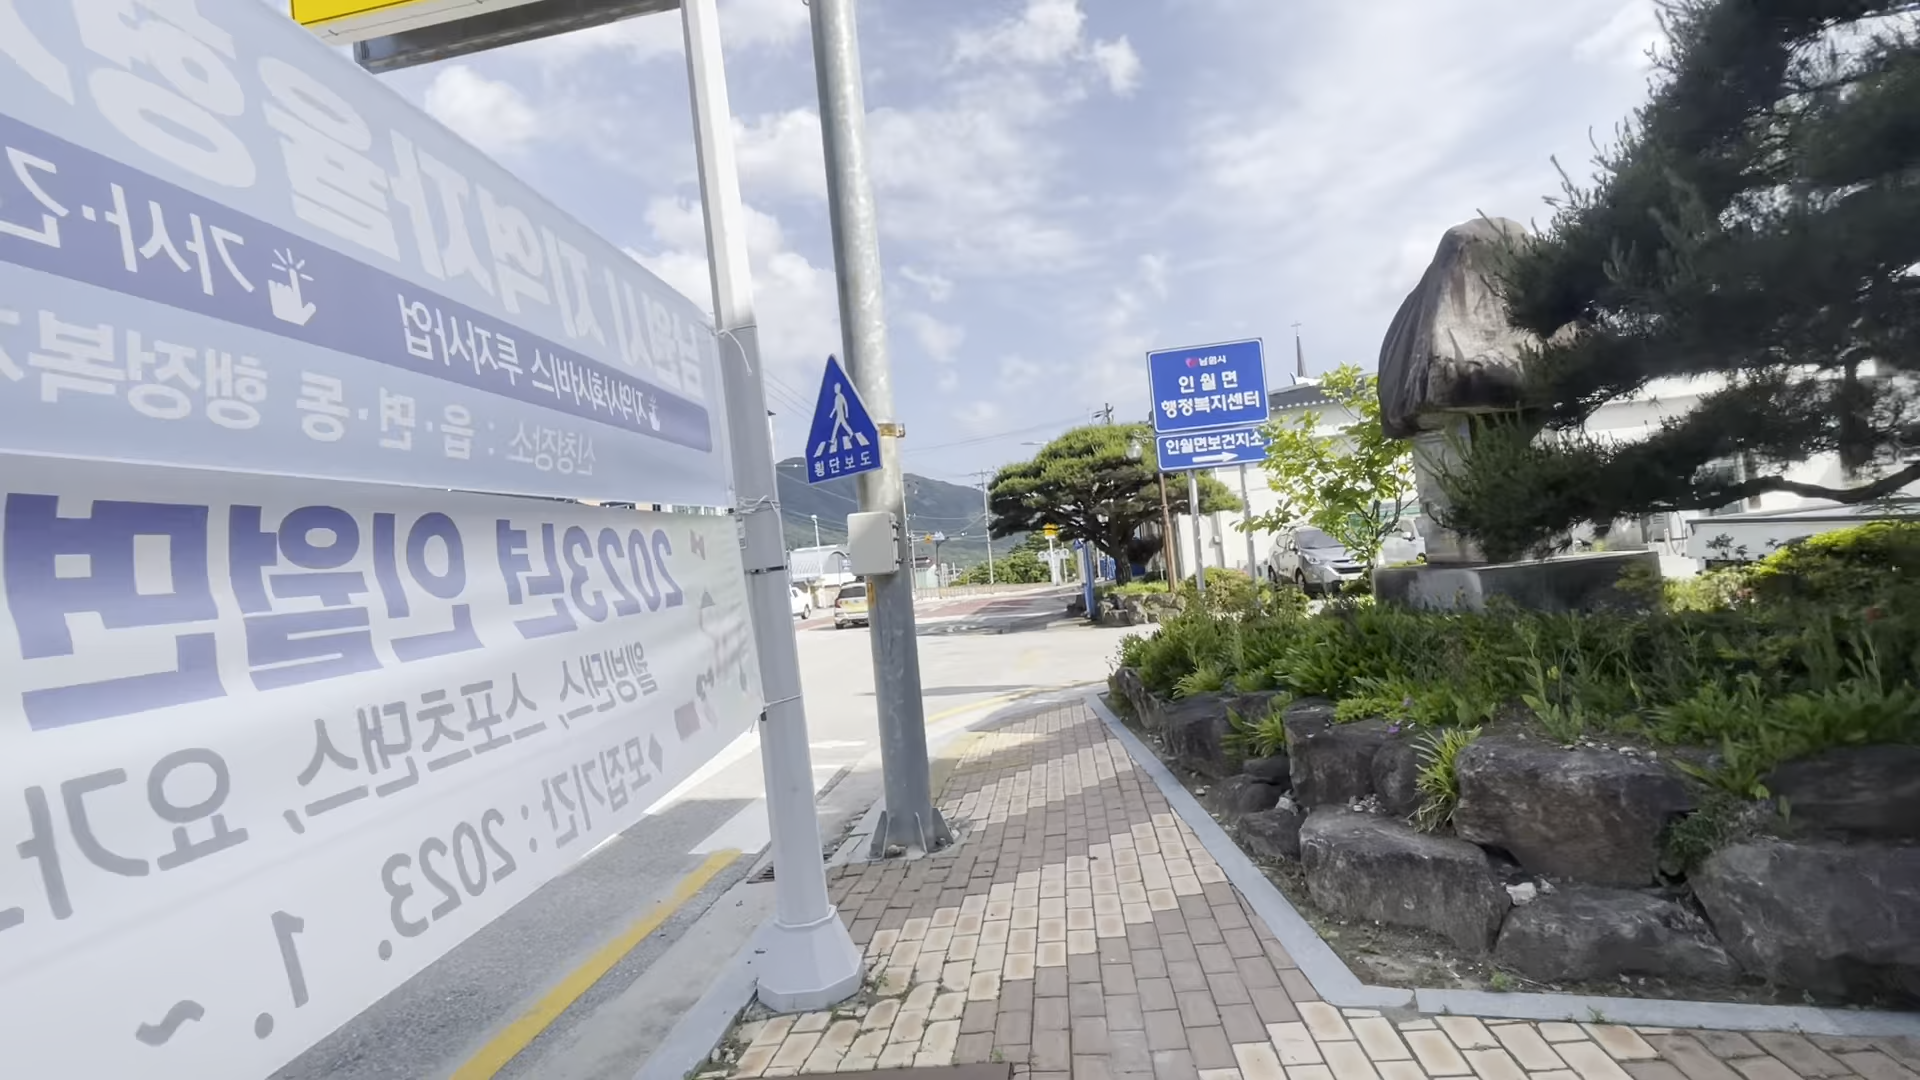 남원시 지역자율형
지역사회서비스 투자사업
가사·간
신청장소 : 읍·면·동 행정복지
2023년 인월면
웰빙댄스, 스포츠댄스, 요가
◆모집기간 : 2023. 1. ~
횡단보도
남원시
인월면
행정복지센터
인월면보건지소